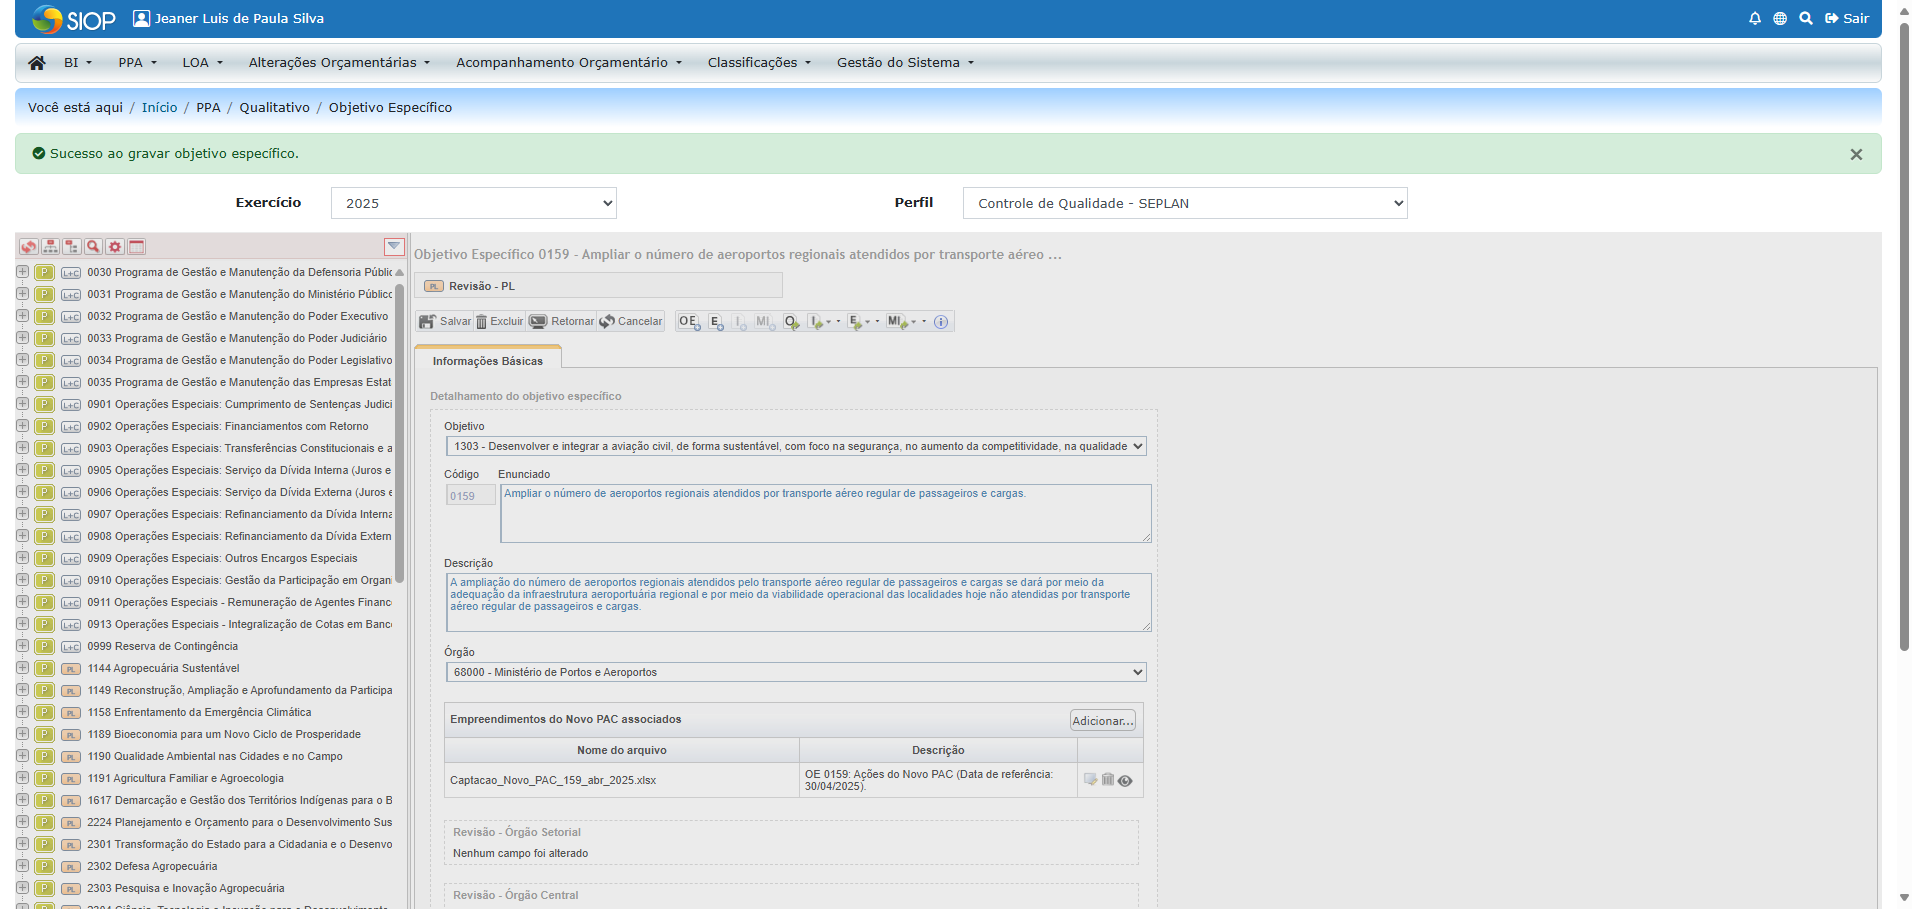 SIOP Jeaner Luis de Paula Silva Sair
BI PPA LOA Alterações Orçamentárias Acompanhamento Orçamentário Classificações Gestão do Sistema
Você está aqui / Início / PPA / Qualitativo / Objetivo Específico
Sucesso ao gravar objetivo específico.
Exercício 2025 Perfil Controle de Qualidade - SEPLAN
P L+C 0030 Programa de Gestão e Manutenção da Defensoria Públic
P L+C 0031 Programa de Gestão e Manutenção do Ministério Público
P L+C 0032 Programa de Gestão e Manutenção do Poder Executivo
P L+C 0033 Programa de Gestão e Manutenção do Poder Judiciário
P L+C 0034 Programa de Gestão e Manutenção do Poder Legislativo
P L+C 0035 Programa de Gestão e Manutenção das Empresas Estat
P L+C 0901 Operações Especiais: Cumprimento de Sentenças Judici
P L+C 0902 Operações Especiais: Financiamentos com Retorno
P L+C 0903 Operações Especiais: Transferências Constitucionais e a
P L+C 0905 Operações Especiais: Serviço da Dívida Interna (Juros e
P L+C 0906 Operações Especiais: Serviço da Dívida Externa (Juros e
P L+C 0907 Operações Especiais: Refinanciamento da Dívida Interna
P L+C 0908 Operações Especiais: Refinanciamento da Dívida Extern
P L+C 0909 Operações Especiais: Outros Encargos Especiais
P L+C 0910 Operações Especiais: Gestão da Participação em Organ
P L+C 0911 Operações Especiais - Remuneração de Agentes Financ
P L+C 0913 Operações Especiais - Integralização de Cotas em Banc
P L+C 0999 Reserva de Contingência
P PL 1144 Agropecuária Sustentável
P PL 1149 Reconstrução, Ampliação e Aprofundamento da Participa
P PL 1158 Enfrentamento da Emergência Climática
P PL 1189 Bioeconomia para um Novo Ciclo de Prosperidade
P PL 1190 Qualidade Ambiental nas Cidades e no Campo
P PL 1191 Agricultura Familiar e Agroecologia
P PL 1617 Demarcação e Gestão dos Territórios Indígenas para o B
P PL 2224 Planejamento e Orçamento para o Desenvolvimento Sus
P PL 2301 Transformação do Estado para a Cidadania e o Desenvo
P PL 2302 Defesa Agropecuária
P PL 2303 Pesquisa e Inovação Agropecuária
Objetivo Específico 0159 - Ampliar o número de aeroportos regionais atendidos por transporte aéreo ...
PL Revisão - PL
Salvar Excluir Retornar Cancelar OE E I MI O I E MI
Informações Básicas
Detalhamento do objetivo específico
Objetivo
1303 - Desenvolver e integrar a aviação civil, de forma sustentável, com foco na segurança, no aumento da competitividade, na qualidade
Código Enunciado
0159 Ampliar o número de aeroportos regionais atendidos por transporte aéreo regular de passageiros e cargas.
Descrição
A ampliação do número de aeroportos regionais atendidos pelo transporte aéreo regular de passageiros e cargas se dará por meio da
adequação da infraestrutura aeroportuária regional e por meio da viabilidade operacional das localidades hoje não atendidas por transporte
aéreo regular de passageiros e cargas.
Órgão
68000 - Ministério de Portos e Aeroportos
Empreendimentos do Novo PAC associados Adicionar...
Nome do arquivo Descrição
Captacao_Novo_PAC_159_abr_2025.xlsx OE 0159: Ações do Novo PAC (Data de referência:
30/04/2025).
Revisão - Órgão Setorial
Nenhum campo foi alterado
Revisão - Órgão Central